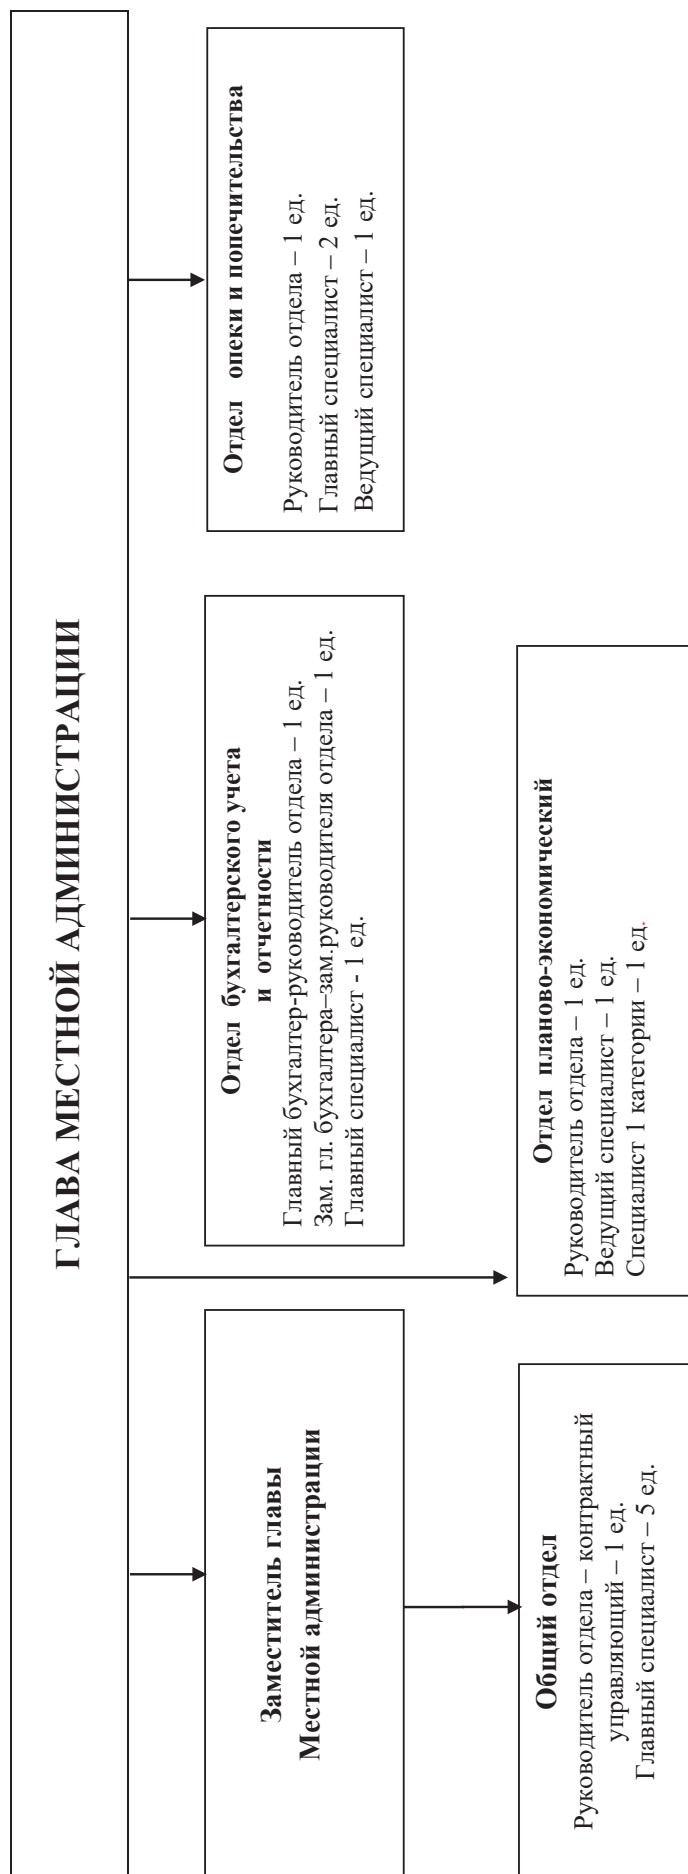 ГЛАВА МЕСТНОЙ АДМИНИСТРАЦИИ
Заместитель главы
Местной администрации
Отдел бухгалтерского учета
и отчетности
Главный бухгалтер-руководитель отдела – 1 ед.
Зам. гл. бухгалтера–зам.руководителя отдела – 1 ед.
Главный специалист - 1 ед.
Отдел опеки и попечительства
Руководитель отдела – 1 ед.
Главный специалист – 2 ед.
Ведущий специалист – 1 ед.
Общий отдел
Руководитель отдела – контрактный
управляющий – 1 ед.
Главный специалист – 5 ед.
Отдел планово-экономический
Руководитель отдела – 1 ед.
Ведущий специалист – 1 ед.
Специалист 1 категории – 1 ед.